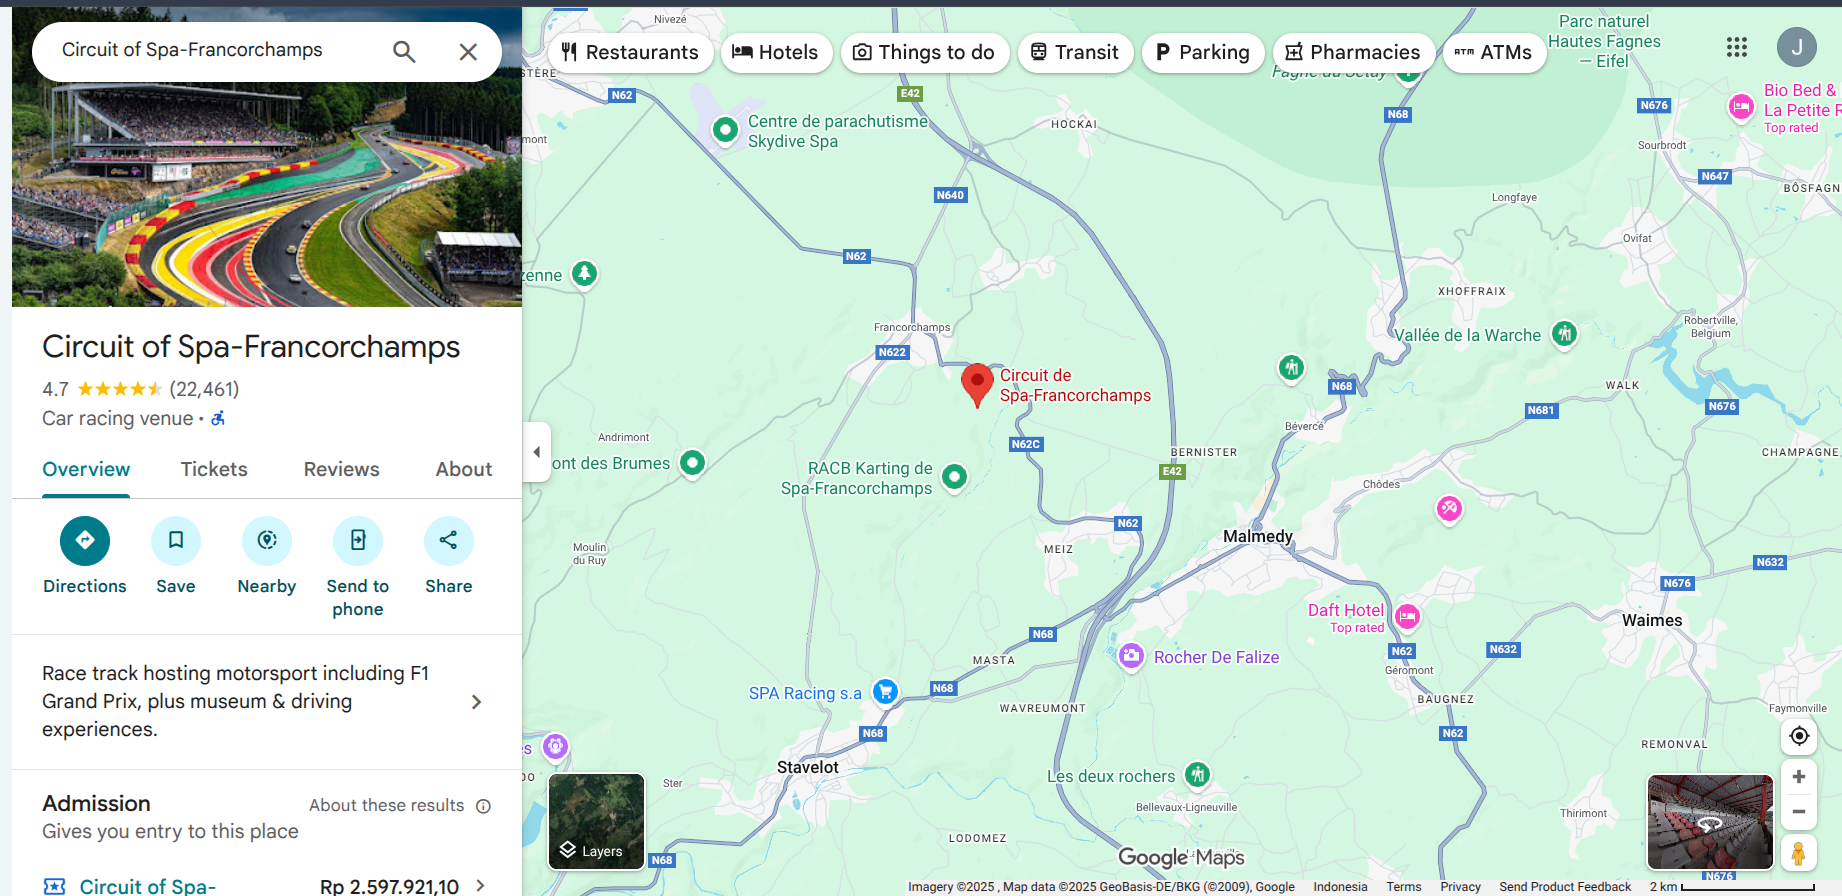 Circuit of Spa-Francorchamps
Circuit of Spa-Francorchamps
4.7 (22,461)
Car racing venue ·
Overview Tickets Reviews About
Directions Save Nearby Send to phone Share
Race track hosting motorsport including F1
Grand Prix, plus museum & driving
experiences.
Admission About these results
Gives you entry to this place
Circuit of Spa- Rp 2.597.921,10
Restaurants Hotels Things to do Transit Parking Pharmacies ATM ATMs
J
Nivezé
Parc naturel
Hautes Fagnes
– Eifel
STÈRE
Fagne du Setay
N62
E42
N68
N676
Bio Bed &
La Petite R
Top rated
Centre de parachutisme
Skydive Spa
HOCKAI
mont
Sourbrodt
N640
N647
BÖSFAGN
Longfaye
Ovifat
N62
zenne
XHOFFRAIX
Francorchamps
Vallée de la Warche
Robertville,
Belgium
N622
Circuit de
Spa-Francorchamps
N68
WALK
N676
N681
Andrimont
N62C
Bévercé
BERNISTER
CHAMPAGNE
ont des Brumes
RACB Karting de
Spa-Francorchamps
E42
Chôdes
N62
Malmedy
Moulin
du Ruy
MEIZ
N632
N676
Daft Hotel
Top rated
Waimes
N68
N62
N632
MASTA
Rocher De Falize
Géromont
SPA Racing s.a
N68
WAVREUMONT
BAUGNEZ
Faymonville
N68
N62
REMONVAL
es
Stavelot
Ster
Les deux rochers
Bellevaux-Ligneuville
Thirimont
LODOMEZ
Layers
N68
Google Maps
N676
Imagery ©2025 , Map data ©2025 GeoBasis-DE/BKG (©2009), Google Indonesia Terms Privacy Send Product Feedback 2 km